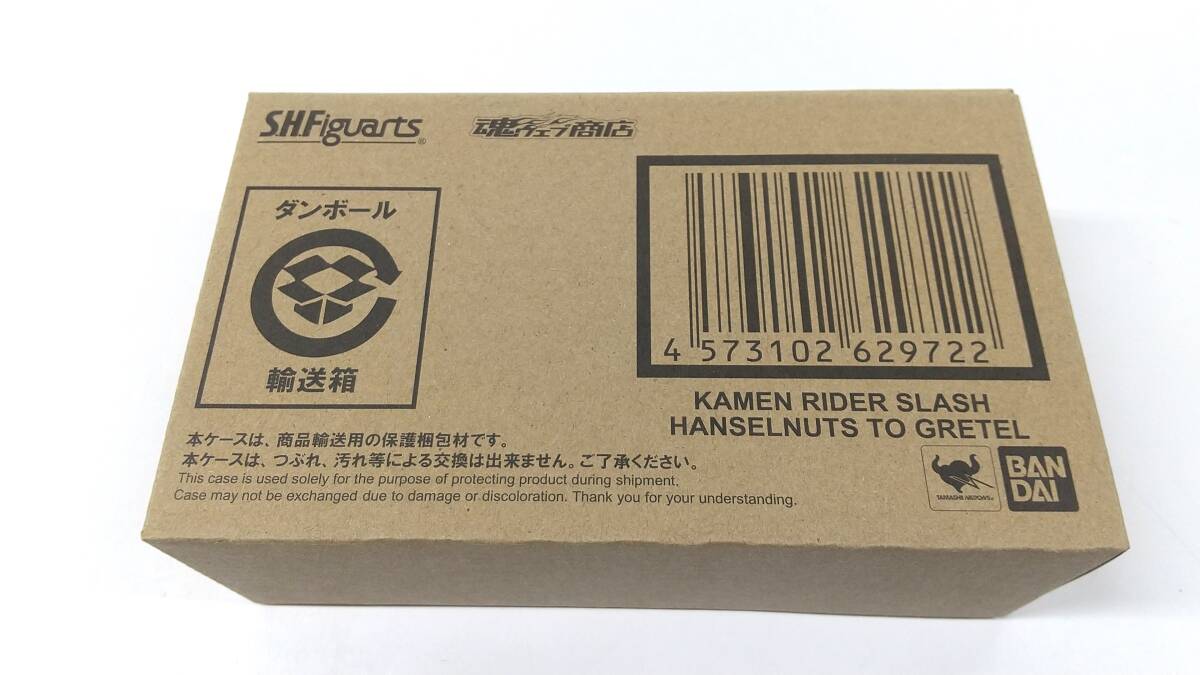 S.H.Figuarts®
魂ウェブ商店
ダンボール
輸送箱
4 573102 629722
KAMEN RIDER SLASH
HANSELNUTS TO GRETEL
本ケースは、商品輸送用の保護梱包材です。
本ケースは、つぶれ、汚れ等による交換は出来ません。ご了承ください。
This case is used solely for the purpose of protecting product during shipment.
Case may not be exchanged due to damage or discoloration. Thank you for your understanding.
TAMASHII NATIONS
BAN
DAI